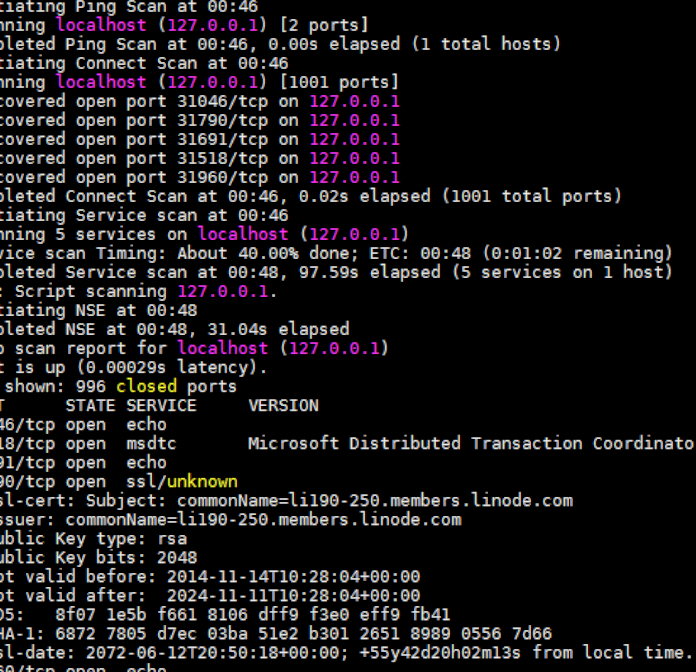 tiating Ping Scan at 00:46
nning localhost (127.0.0.1) [2 ports]
pleted Ping Scan at 00:46, 0.00s elapsed (1 total hosts)
tiating Connect Scan at 00:46
nning localhost (127.0.0.1) [1001 ports]
covered open port 31046/tcp on 127.0.0.1
covered open port 31790/tcp on 127.0.0.1
covered open port 31691/tcp on 127.0.0.1
covered open port 31518/tcp on 127.0.0.1
covered open port 31960/tcp on 127.0.0.1
pleted Connect Scan at 00:46, 0.02s elapsed (1001 total ports)
tiating Service scan at 00:46
nning 5 services on localhost (127.0.0.1)
vice scan Timing: About 40.00% done; ETC: 00:48 (0:01:02 remaining)
pleted Service scan at 00:48, 97.59s elapsed (5 services on 1 host)
: Script scanning 127.0.0.1.
tiating NSE at 00:48
pleted NSE at 00:48, 31.04s elapsed
p scan report for localhost (127.0.0.1)
t is up (0.00029s latency).
shown: 996 closed ports
T STATE SERVICE VERSION
46/tcp open echo
18/tcp open msdtc Microsoft Distributed Transaction Coordinato
91/tcp open echo
90/tcp open ssl/unknown
sl-cert: Subject: commonName=li190-250.members.linode.com
ssuer: commonName=li190-250.members.linode.com
ublic Key type: rsa
ublic Key bits: 2048
ot valid before: 2014-11-14T10:28:04+00:00
ot valid after: 2024-11-11T10:28:04+00:00
D5: 8f07 1e5b f661 8106 dff9 f3e0 eff9 fb41
HA-1: 6872 7805 d7ec 03ba 51e2 b301 2651 8989 0556 7d66
sl-date: 2072-06-12T20:50:18+00:00; +55y42d20h02m13s from local time.
60/tcp open echo